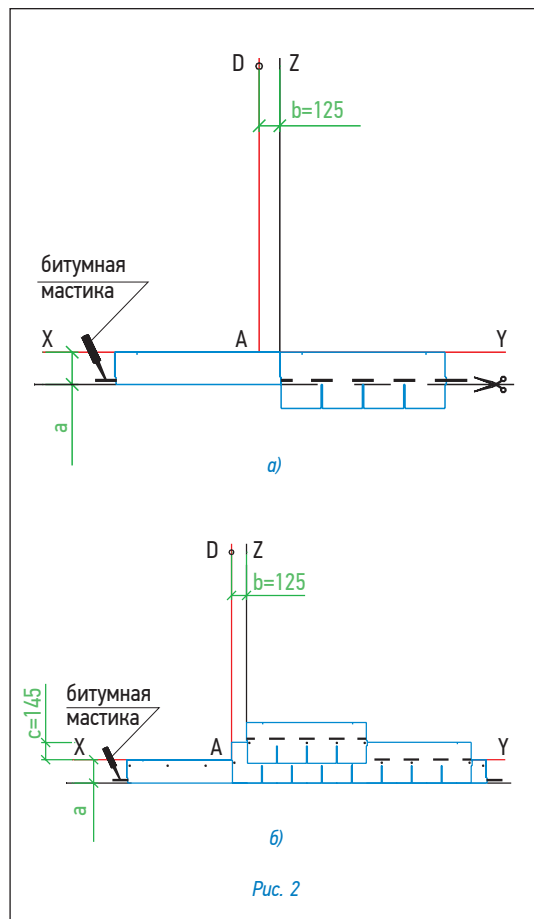 D Z
b=125
битумная
мастика
X A Y
a
а)
D Z
b=125
c=145
битумная
мастика
X A Y
a
б)
Рис. 2